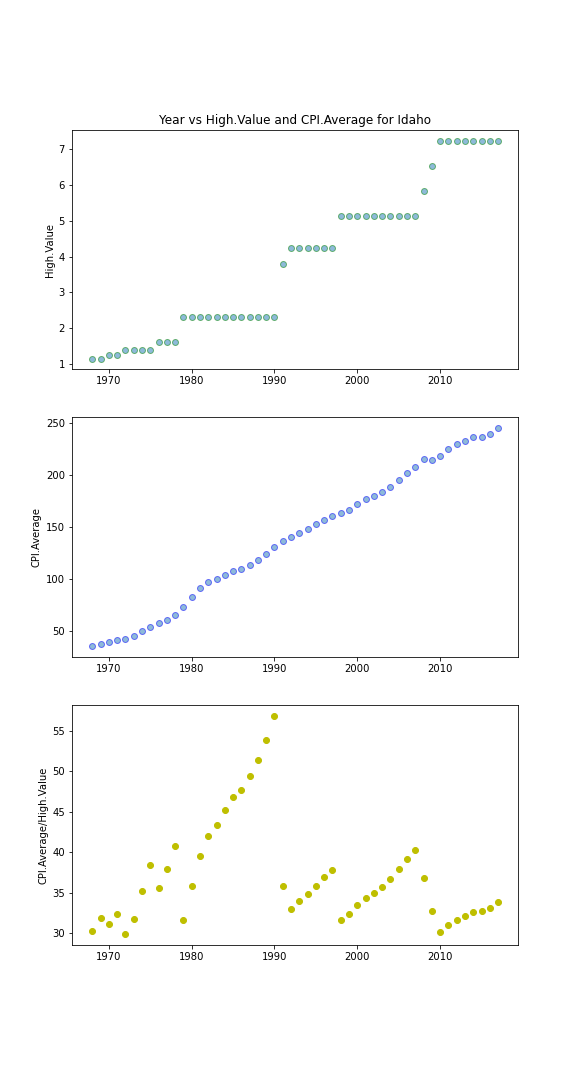 Year vs High.Value and CPI.Average for Idaho
7
6
5
4
3
2
1
High.Value
1970 1980 1990 2000 2010
250
200
150
100
50
CPI.Average
1970 1980 1990 2000 2010
55
50
45
40
35
30
CPI.Average/High.Value
1970 1980 1990 2000 2010